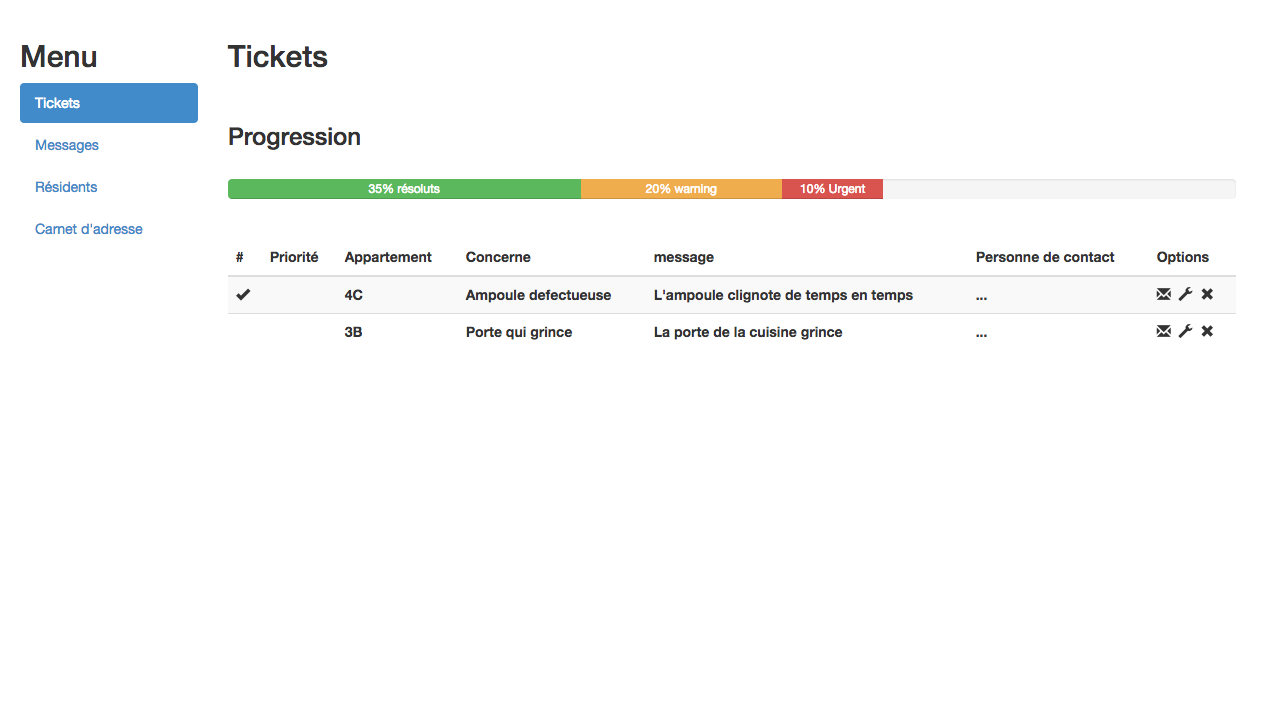 Menu
Tickets
Messages
Résidents
Carnet d'adresse
Tickets
Progression
35% résoluts 20% warning 10% Urgent
# Priorité Appartement Concerne message Personne de contact Options
4C Ampoule defectueuse L'ampoule clignote de temps en temps ...
3B Porte qui grince La porte de la cuisine grince ...